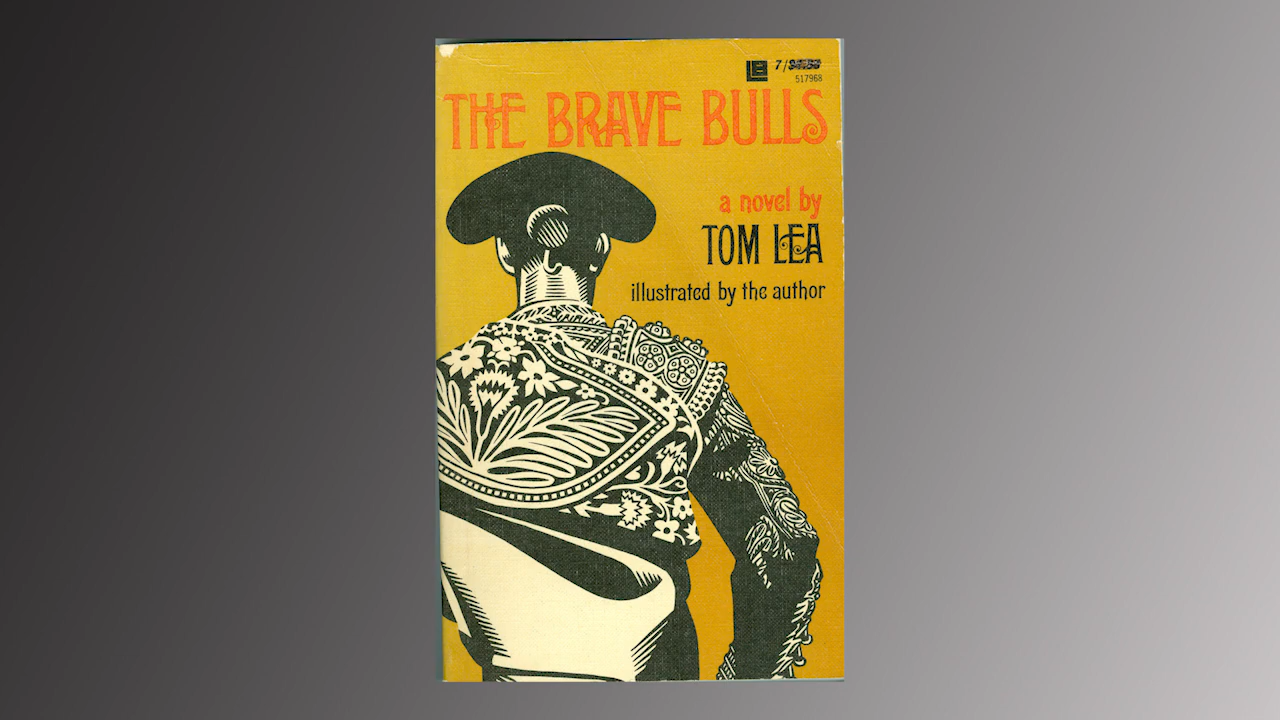 7/
517968
THE BRAVE BULLS
a novel by
TOM LEA
illustrated by the author